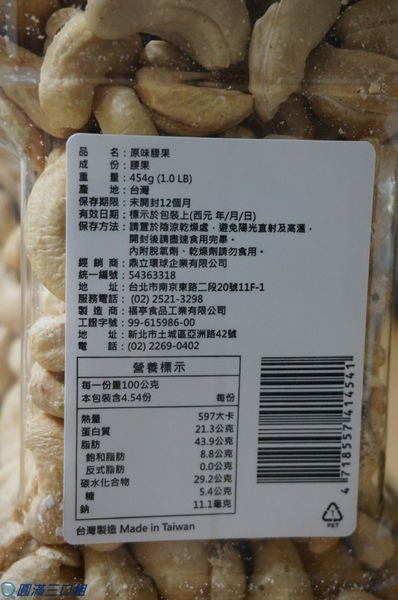 品　　名：原味腰果
成　　份：腰果
重　　量：454g (1.0 LB)
產　　地：台灣
保存期限：未開封12個月
有效日期：標示於包裝上(西元 年/月/日)
保存方法：請置於陰涼乾燥處，避免陽光直射及高溫，
開封後請盡速食用完畢。
內附脫氧劑、乾燥劑請勿食用。
經 銷 商：鼎立環球企業有限公司
統一編號：54363318
地　　址：台北市南京東路二段20號11F-1
服務電話：(02) 2521-3298
製 造 商：福亭食品工業有限公司
工證字號：99-615986-00
地　　址：新北市土城區亞洲路42號
電　　話：(02) 2269-0402
營養標示
每一份量100公克
本包裝含4.54份　每份
熱量　597大卡
蛋白質　21.3公克
脂肪　43.9公克
飽和脂肪　8.8公克
反式脂肪　0.0公克
碳水化合物　29.2公克
糖　5.4公克
鈉　11.1毫克
台灣製造 Made in Taiwan
4 718557 414541
1
PET
圓滿三口組